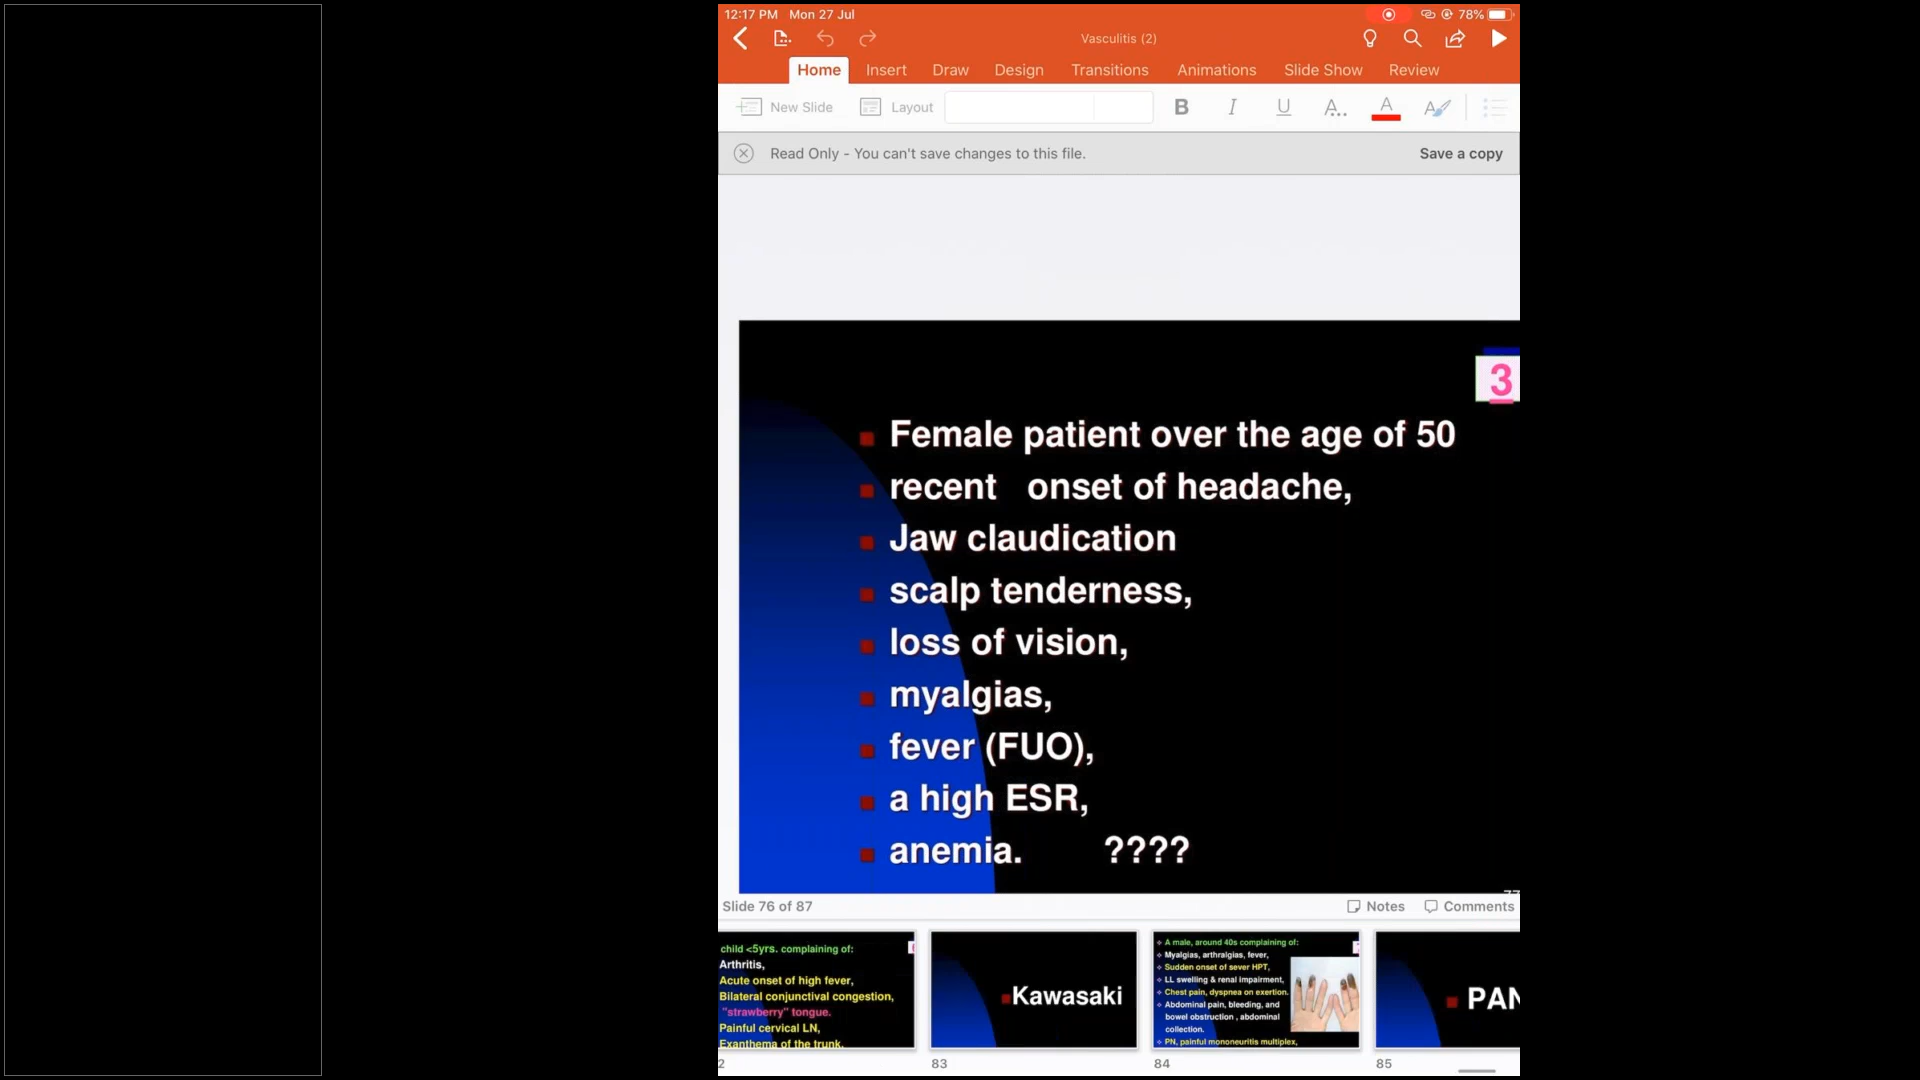 12:17 PM Mon 27 Jul
78%
Vasculitis (2)
Home Insert Draw Design Transitions Animations Slide Show Review
New Slide Layout B I U A... A A
Read Only - You can't save changes to this file. Save a copy
3
Female patient over the age of 50
recent onset of headache,
Jaw claudication
scalp tenderness,
loss of vision,
myalgias,
fever (FUO),
a high ESR,
anemia. ????
Slide 76 of 87 Notes Comments
child <5yrs. complaining of:
Arthritis,
Acute onset of high fever,
Bilateral conjunctival congestion,
"strawberry" tongue.
Painful cervical LN,
Exanthema of the trunk.
2
Kawasaki
83
A male, around 40s complaining of:
Myalgias, arthralgias, fever,
Sudden onset of sever HPT,
LL swelling & renal impairment,
Chest pain, dyspnea on exertion.
Abdominal pain, bleeding, and
bowel obstruction , abdominal
collection.
PN, painful mononeuritis multiplex,
84
PAN
85